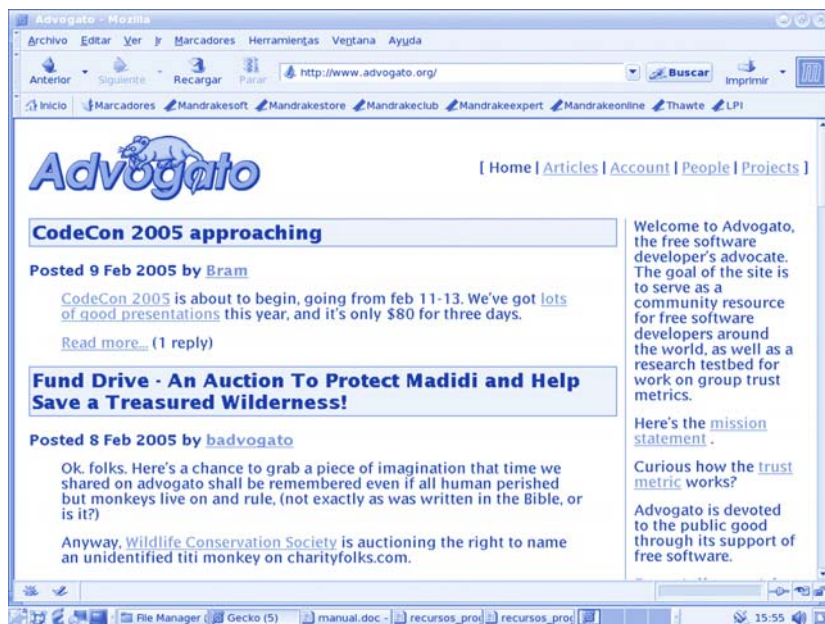 Advogato - Mozilla
Archivo Editar Ver Ir Marcadores Herramientas Ventana Ayuda
Anterior Siguiente Recargar Parar http://www.advogato.org/ Buscar Imprimir
Inicio Marcadores Mandrakesoft Mandrakestore Mandrakeclub Mandrakeexpert Mandrakeonline Thawte LPI
Advogato
[ Home | Articles | Account | People | Projects ]
CodeCon 2005 approaching
Posted 9 Feb 2005 by Bram
CodeCon 2005 is about to begin, going from feb 11-13. We've got lots
of good presentations this year, and it's only $80 for three days.
Read more... (1 reply)
Fund Drive - An Auction To Protect Madidi and Help
Save a Treasured Wilderness!
Posted 8 Feb 2005 by badvogato
Ok. folks. Here's a chance to grab a piece of imagination that time we
shared on advogato shall be remembered even if all human perished
but monkeys live on and rule, (not exactly as was written in the Bible, or
is it?)
Anyway, Wildlife Conservation Society is auctioning the right to name
an unidentified titi monkey on charityfolks.com.
Welcome to Advogato,
the free software
developer's advocate.
The goal of the site is
to serve as a
community resource
for free software
developers around
the world, as well as a
research testbed for
work on group trust
metrics.
Here's the mission
statement .
Curious how the trust
metric works?
Advogato is devoted
to the public good
through its support of
free software.
File Manager Gecko (5) manual.doc - recursos_prog recursos_prog 15:55